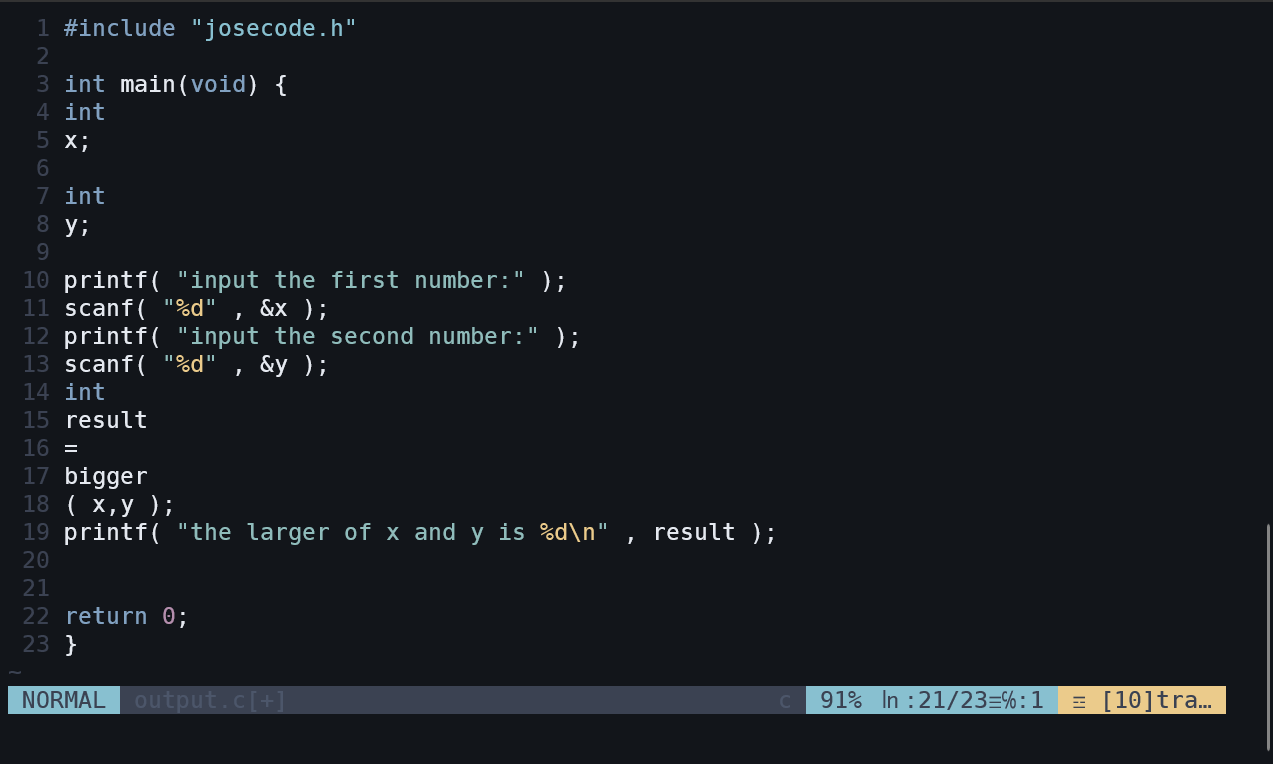 1 #include "josecode.h"
2
3 int main(void) {
4 int
5 x;
6
7 int
8 y;
9
10 printf( "input the first number:" );
11 scanf( "%d" , &x );
12 printf( "input the second number:" );
13 scanf( "%d" , &y );
14 int
15 result
16 =
17 bigger
18 ( x,y );
19 printf( "the larger of x and y is %d\n" , result );
20
21
22 return 0;
23 }
~
NORMAL output.c[+] c 91% ㏑:21/23☰℅:1 ☲ [10]tra…